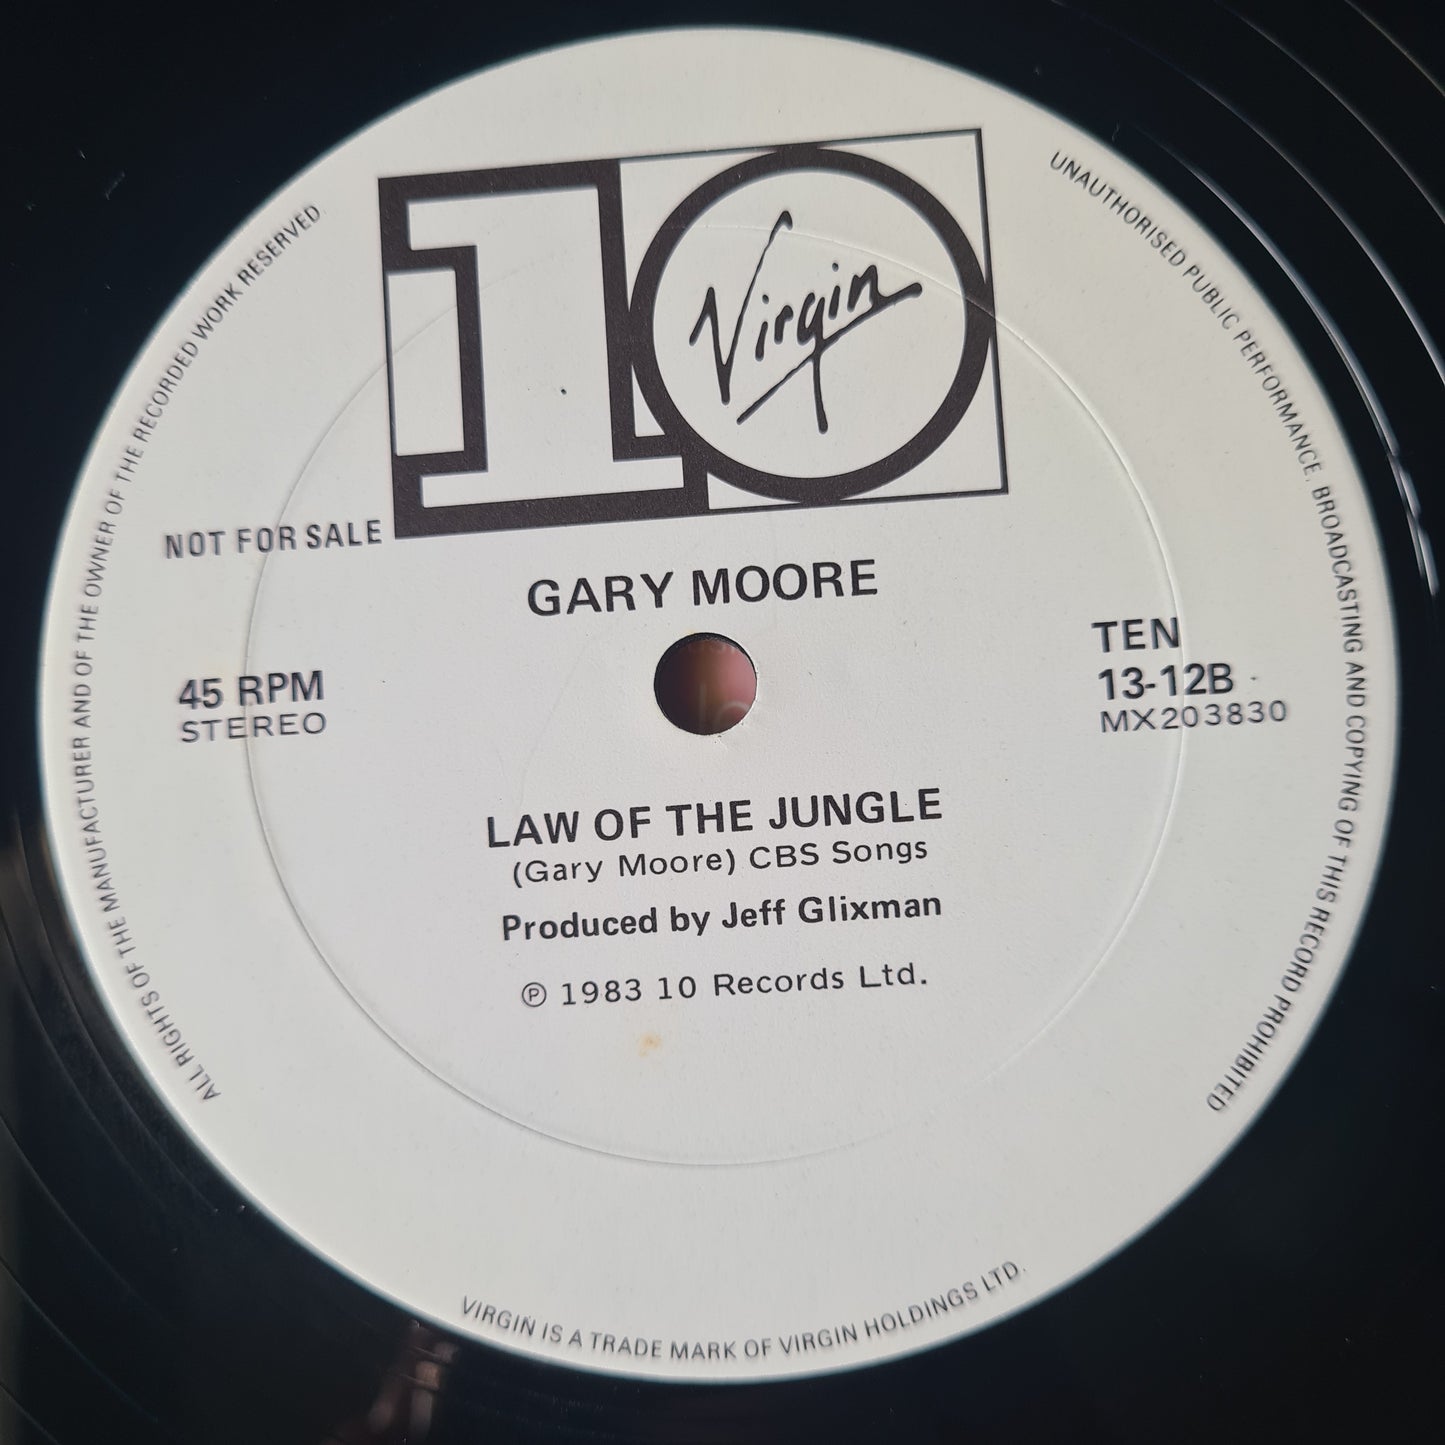 10
Virgin
NOT FOR SALE
GARY MOORE
45 RPM
STEREO
TEN
13-12B
MX203830
LAW OF THE JUNGLE
(Gary Moore) CBS Songs
Produced by Jeff Glixman
℗ 1983 10 Records Ltd.
ALL RIGHTS OF THE MANUFACTURER AND OF THE OWNER OF THE RECORDED WORK RESERVED
UNAUTHORISED PUBLIC PERFORMANCE, BROADCASTING AND COPYING OF THIS RECORD PROHIBITED
VIRGIN IS A TRADE MARK OF VIRGIN HOLDINGS LTD.